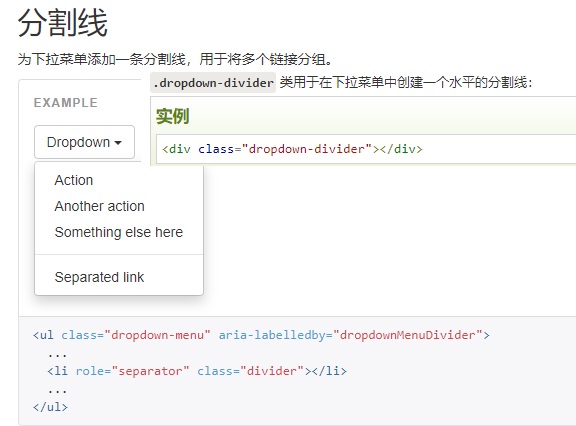 分割线
为下拉菜单添加一条分割线，用于将多个链接分组。
.dropdown-divider 类用于在下拉菜单中创建一个水平的分割线：
EXAMPLE
实例
Dropdown
<div class="dropdown-divider"></div>
Action
Another action
Something else here
Separated link
<ul class="dropdown-menu" aria-labelledby="dropdownMenuDivider">
...
<li role="separator" class="divider"></li>
...
</ul>